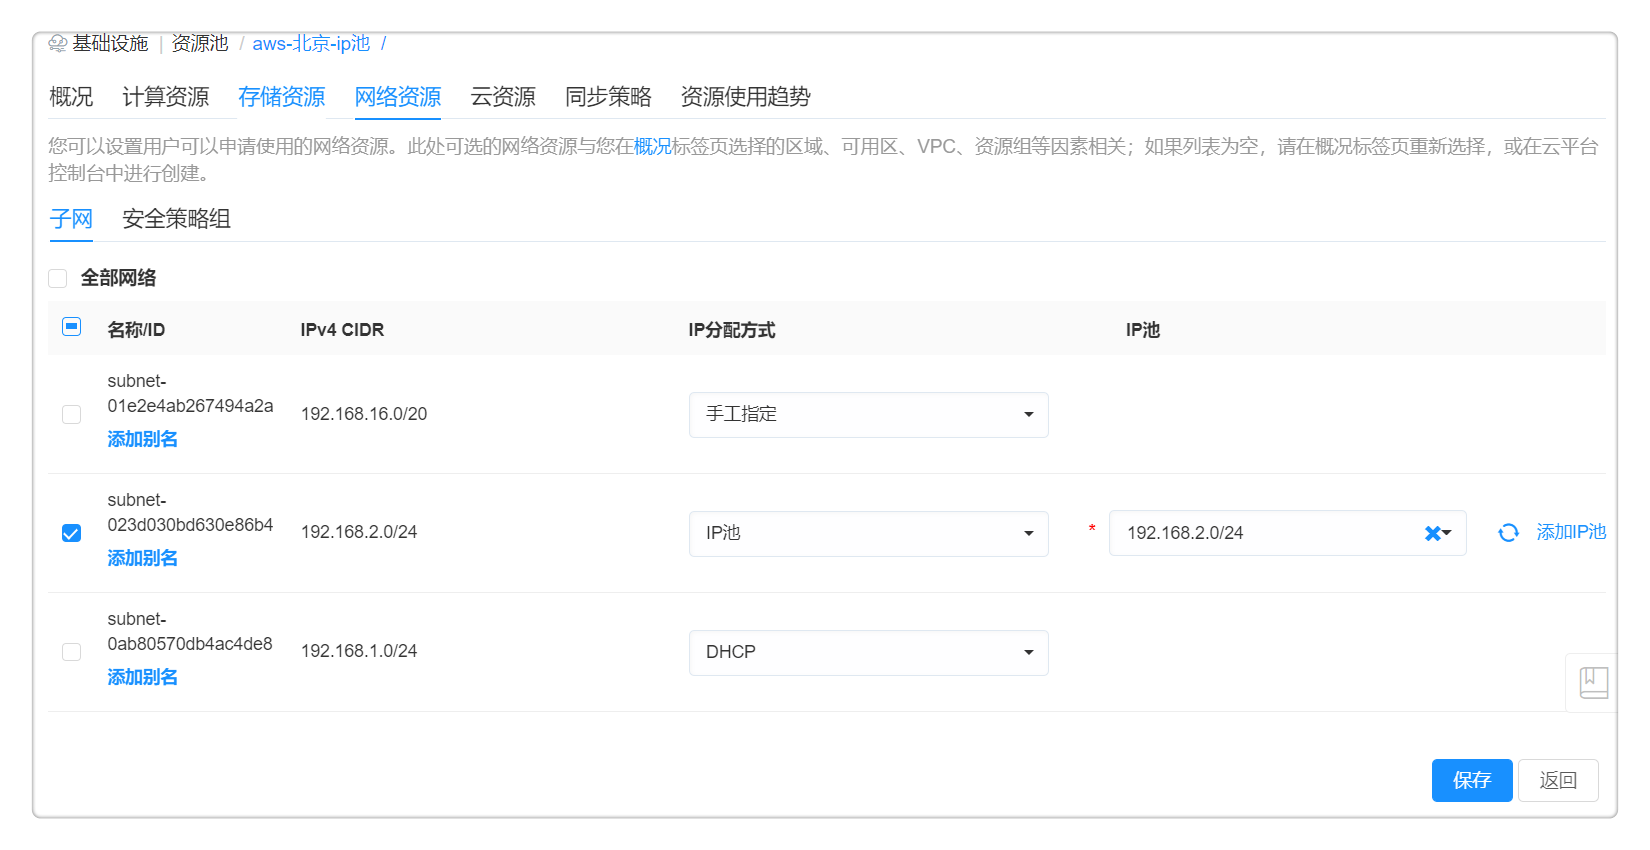 基础设施 | 资源池 / aws-北京-ip池 /
概况 计算资源 存储资源 网络资源 云资源 同步策略 资源使用趋势
您可以设置用户可以申请使用的网络资源。此处可选的网络资源与您在概况标签页选择的区域、可用区、VPC、资源组等因素相关；如果列表为空，请在概况标签页重新选择，或在云平台
控制台中进行创建。
子网 安全策略组
全部网络
名称/ID IPv4 CIDR IP分配方式 IP池
subnet-
01e2e4ab267494a2a 192.168.16.0/20 手工指定
添加别名
subnet-
023d030bd630e86b4 192.168.2.0/24 IP池 * 192.168.2.0/24 添加IP池
添加别名
subnet-
0ab80570db4ac4de8 192.168.1.0/24 DHCP
添加别名
保存 返回